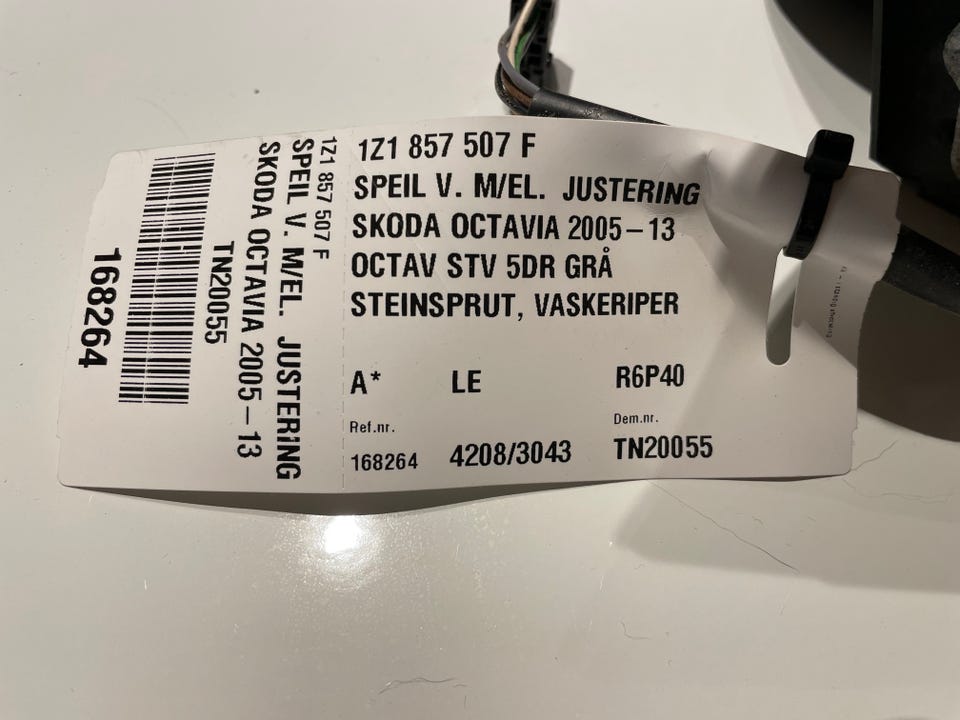 1Z1 857 507 F
SPEIL V. M/EL. JUSTERING
SKODA OCTAVIA 2005-13
OCTAV STV 5DR GRÅ
STEINSPRUT, VASKERIPER
A* LE R6P40
Ref.nr. Dem.nr.
168264 4208/3043 TN20055
1Z1 857 507 F
SPEIL V. M/EL. JUSTERING
SKODA OCTAVIA 2005-13
TN20055
168264